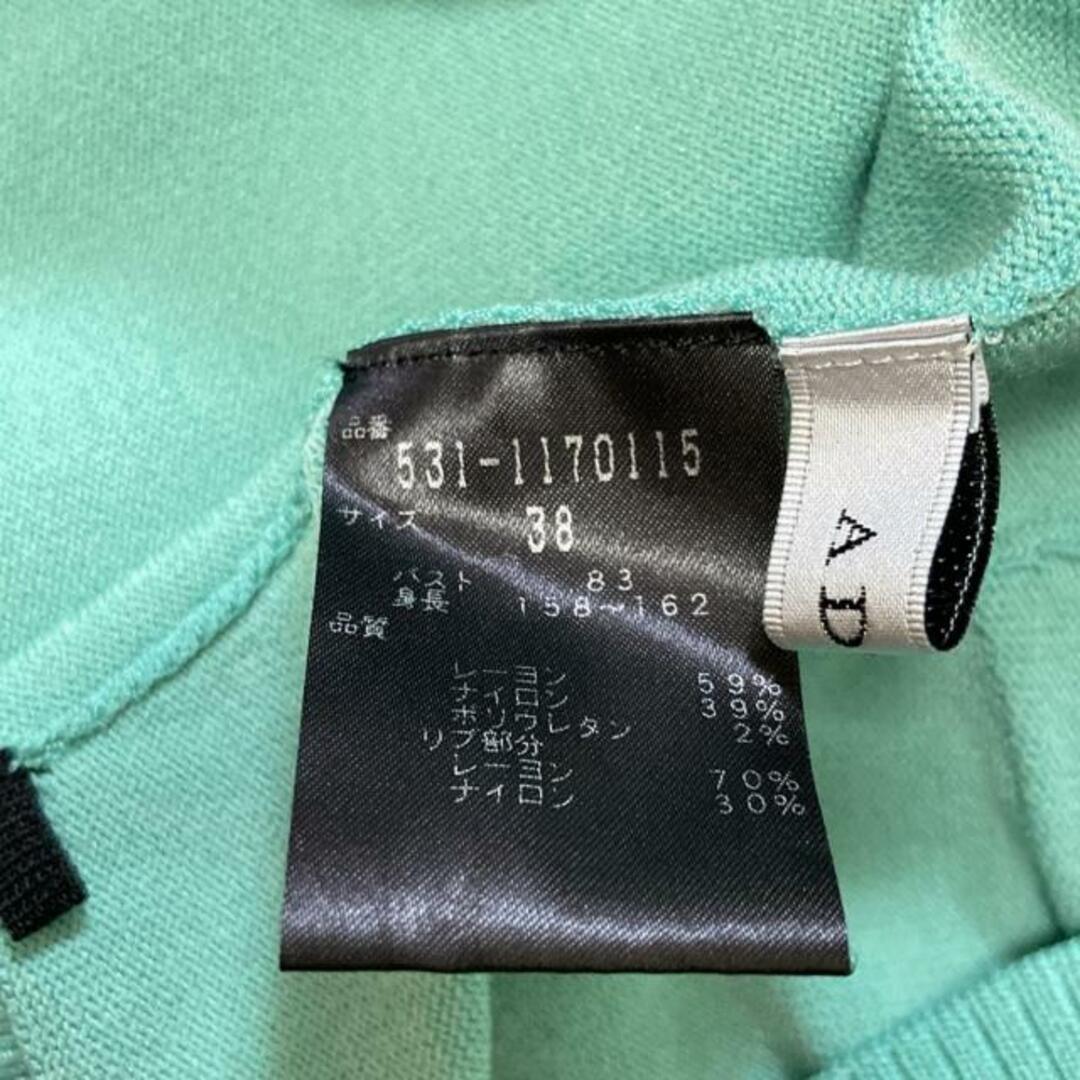 品番
531-1170115
サイズ 38
バスト 83
身長 158~162
品質
レーヨン 59%
ナイロン 39%
ポリウレタン 2%
リブ部分
レーヨン 70%
ナイロン 30%
A D